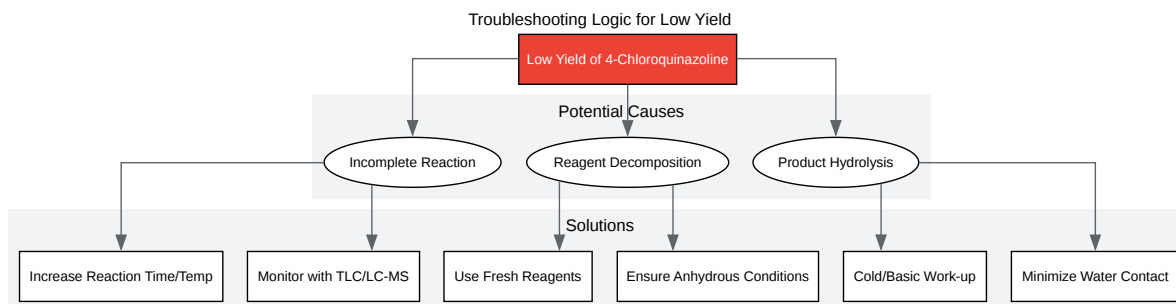 Troubleshooting Logic for Low Yield
Low Yield of 4-Chloroquinazoline
Potential Causes
Incomplete Reaction
Reagent Decomposition
Product Hydrolysis
Solutions
Increase Reaction Time/Temp
Monitor with TLC/LC-MS
Use Fresh Reagents
Ensure Anhydrous Conditions
Cold/Basic Work-up
Minimize Water Contact